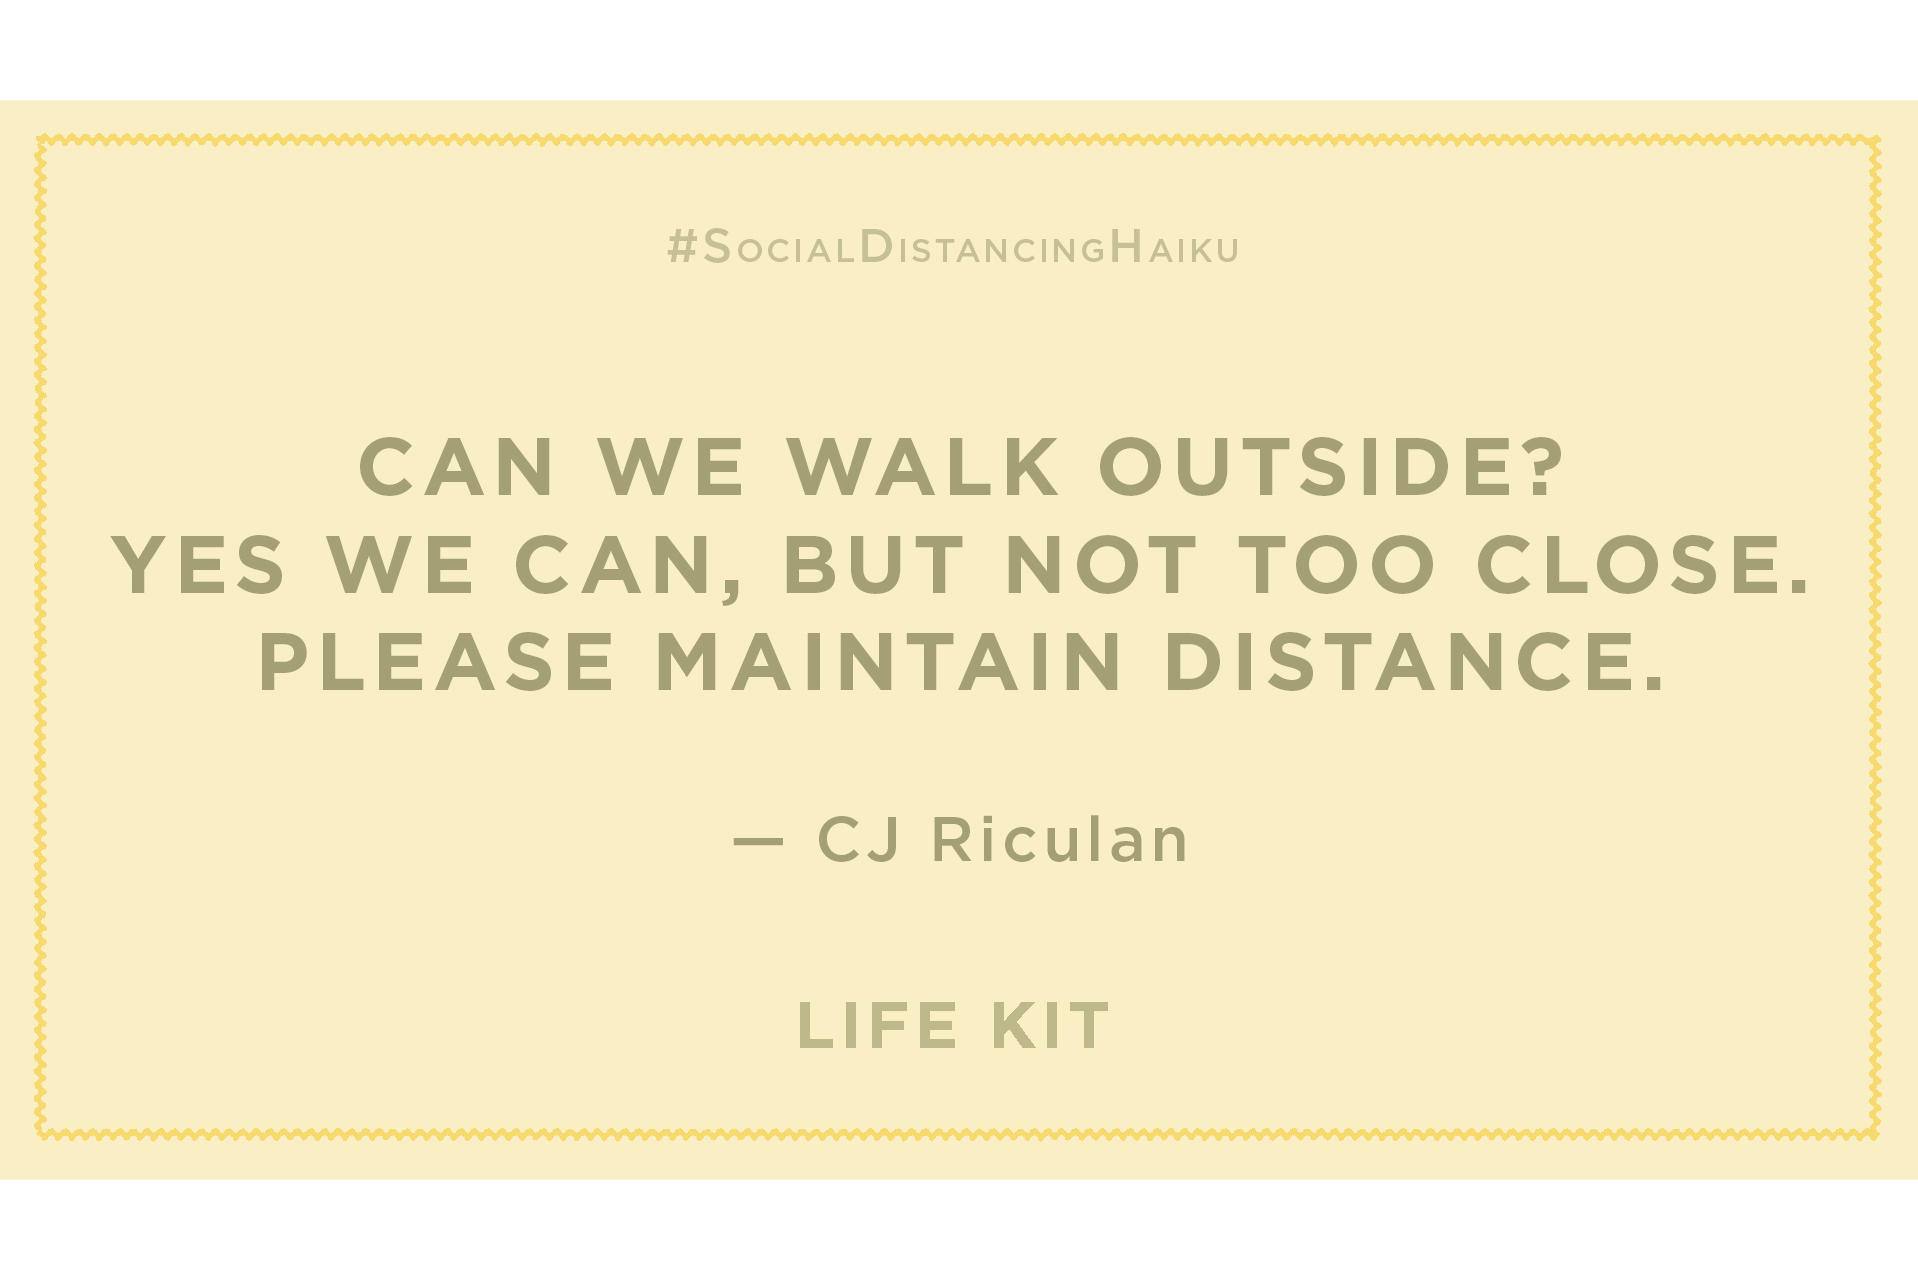 #SocialDistancingHaiku
CAN WE WALK OUTSIDE?
YES WE CAN, BUT NOT TOO CLOSE.
PLEASE MAINTAIN DISTANCE.
— CJ Riculan
LIFE KIT